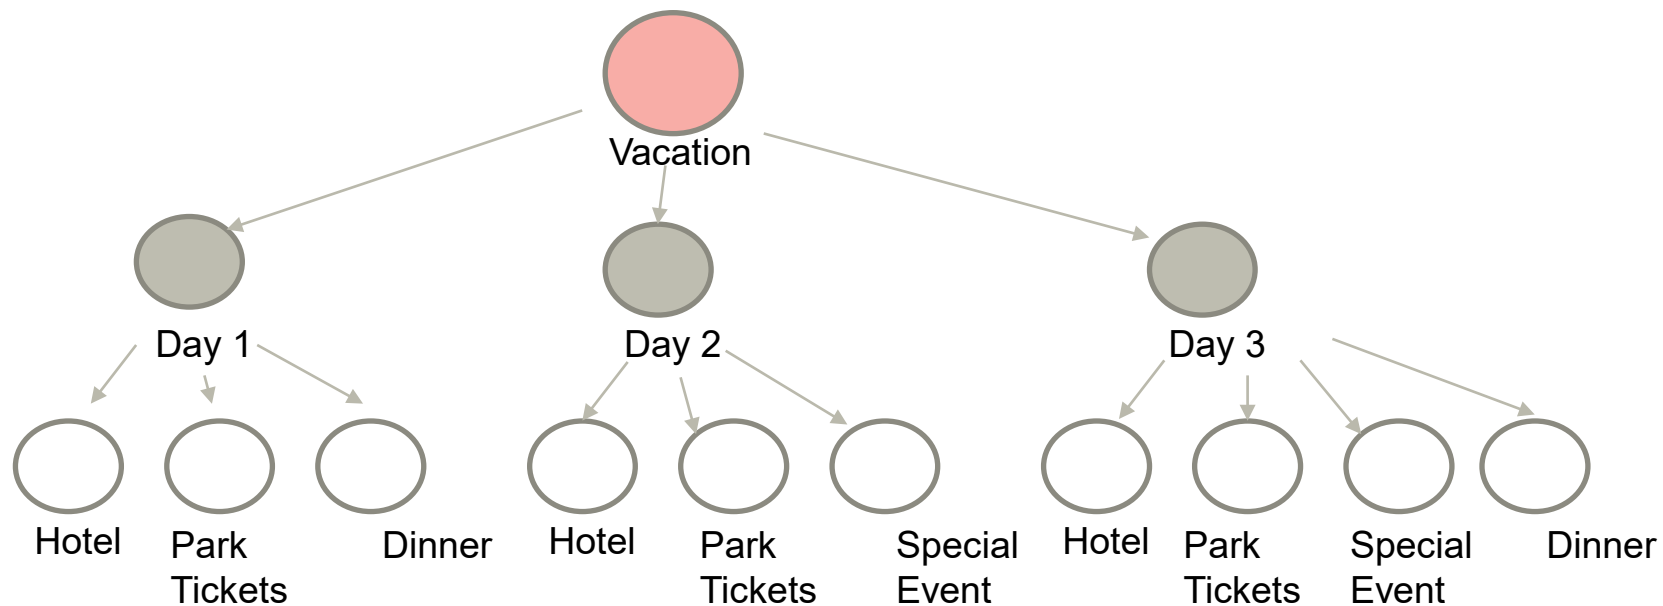 Vacation
Day 1
Day 2
Day 3
Hotel
Park
Tickets
Dinner
Hotel
Park
Tickets
Special
Event
Hotel
Park
Tickets
Special
Event
Dinner